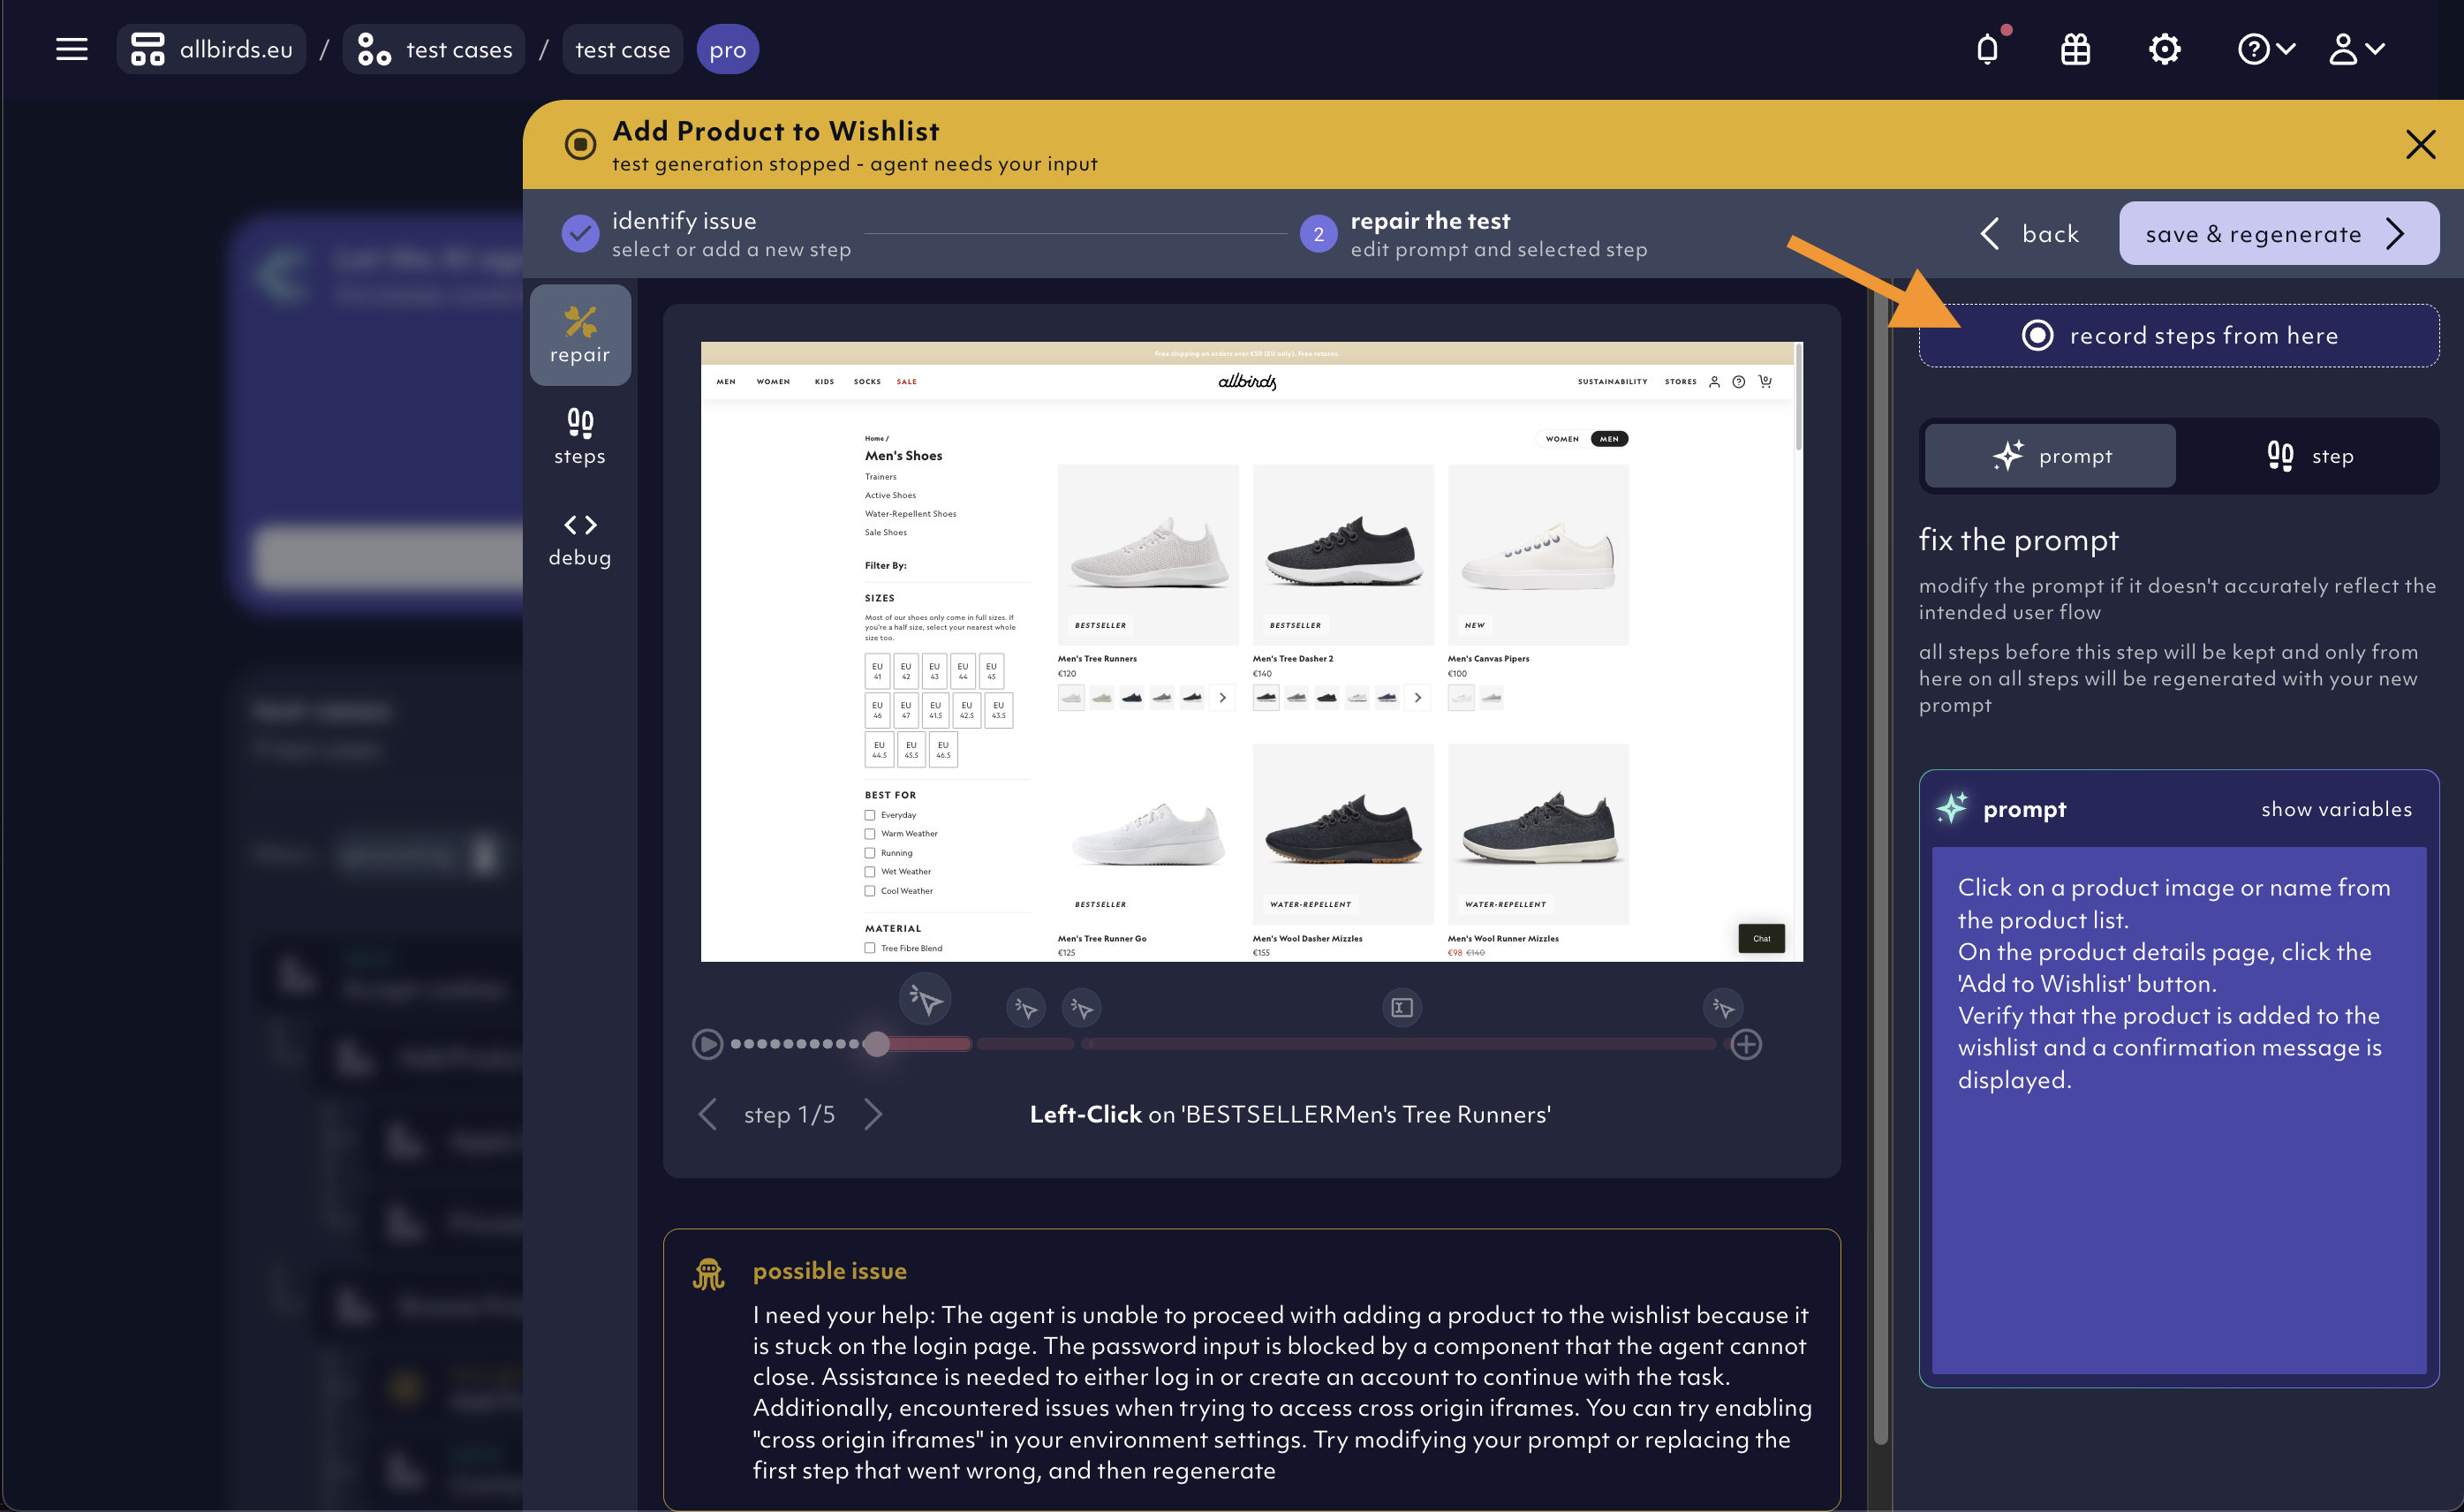 allbirds.eu / test cases / test case pro
Add Product to Wishlist
test generation stopped - agent needs your input
identify issue
select or add a new step
2
repair the test
edit prompt and selected step
back
save & regenerate
repair
steps
debug
Free shipping on orders over €50 (EU only). Free returns.
MEN WOMEN KIDS SOCKS SALE
allbirds
SUSTAINABILITY STORES
Home /
WOMEN MEN
Men's Shoes
Trainers
Active Shoes
Water-Repellent Shoes
Sale Shoes
Filter By:
SIZES
Most of our shoes only come in full sizes. If
you're a half size, select your nearest whole
size too.
EU 41 EU 42 EU 43 EU 44 EU 45
EU 46 EU 47 EU 41.5 EU 42.5 EU 43.5
EU 44.5 EU 45.5 EU 46.5
BEST FOR
Everyday
Warm Weather
Running
Wet Weather
Cool Weather
MATERIAL
Tree Fibre Blend
BESTSELLER
Men's Tree Runners
€120
BESTSELLER
Men's Tree Dasher 2
€140
NEW
Men's Canvas Pipers
€100
BESTSELLER
Men's Tree Runner Go
€125
WATER-REPELLENT
Men's Wool Dasher Mizzles
€155
WATER-REPELLENT
Men's Wool Runner Mizzles
€98 €140
Chat
step 1/5
Left-Click on 'BESTSELLERMen's Tree Runners'
possible issue
I need your help: The agent is unable to proceed with adding a product to the wishlist because it
is stuck on the login page. The password input is blocked by a component that the agent cannot
close. Assistance is needed to either log in or create an account to continue with the task.
Additionally, encountered issues when trying to access cross origin iframes. You can try enabling
"cross origin iframes" in your environment settings. Try modifying your prompt or replacing the
first step that went wrong, and then regenerate
record steps from here
prompt
step
fix the prompt
modify the prompt if it doesn't accurately reflect the
intended user flow
all steps before this step will be kept and only from
here on all steps will be regenerated with your new
prompt
prompt
show variables
Click on a product image or name from
the product list.
On the product details page, click the
'Add to Wishlist' button.
Verify that the product is added to the
wishlist and a confirmation message is
displayed.